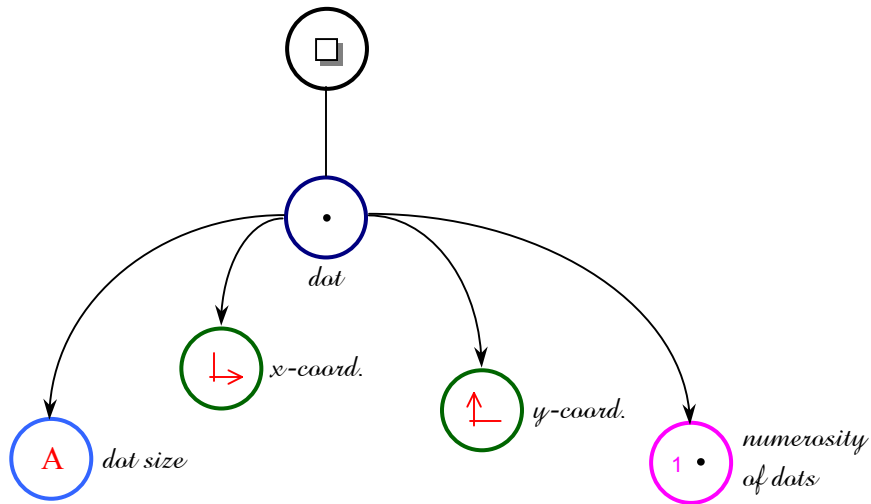 dot
x-coord.
y-coord.
A
dot size
1
numerosity
of dots